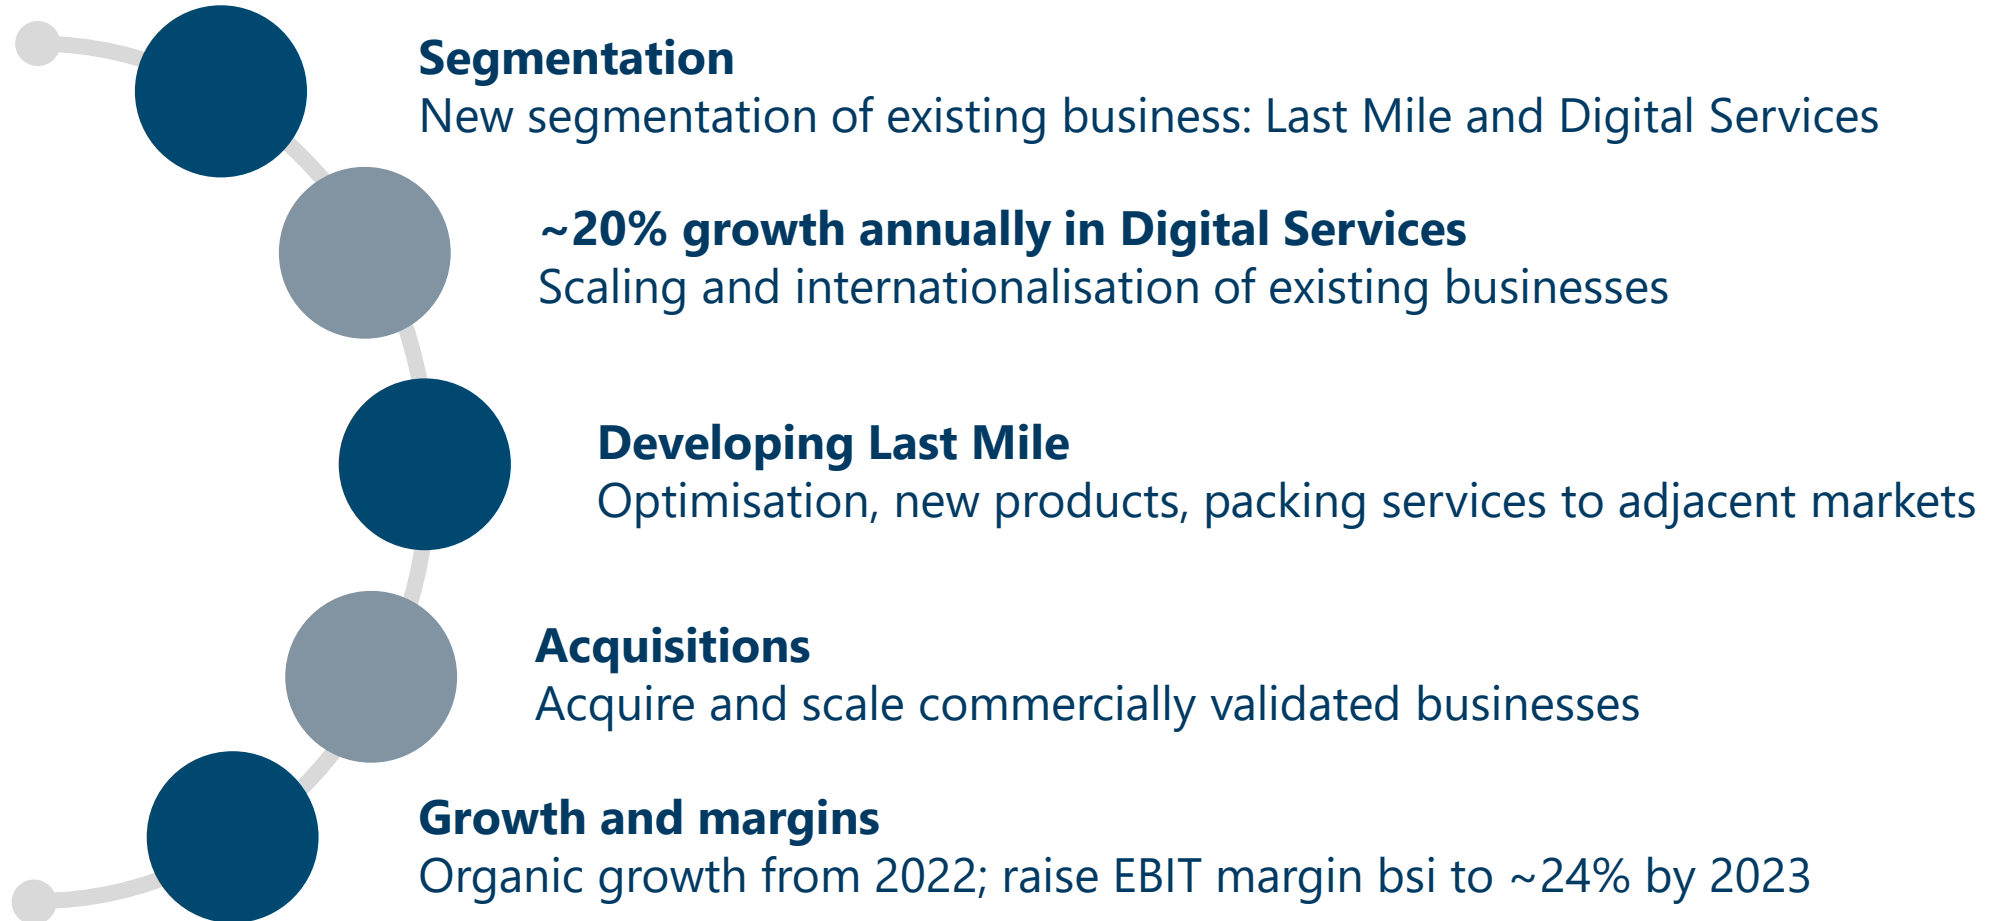 Segmentation
New segmentation of existing business: Last Mile and Digital Services
~20% growth annually in Digital Services
Scaling and internationalisation of existing businesses
Developing Last Mile
Optimisation, new products, packing services to adjacent markets
Acquisitions
Acquire and scale commercially validated businesses
Growth and margins
Organic growth from 2022; raise EBIT margin bsi to ~24% by 2023